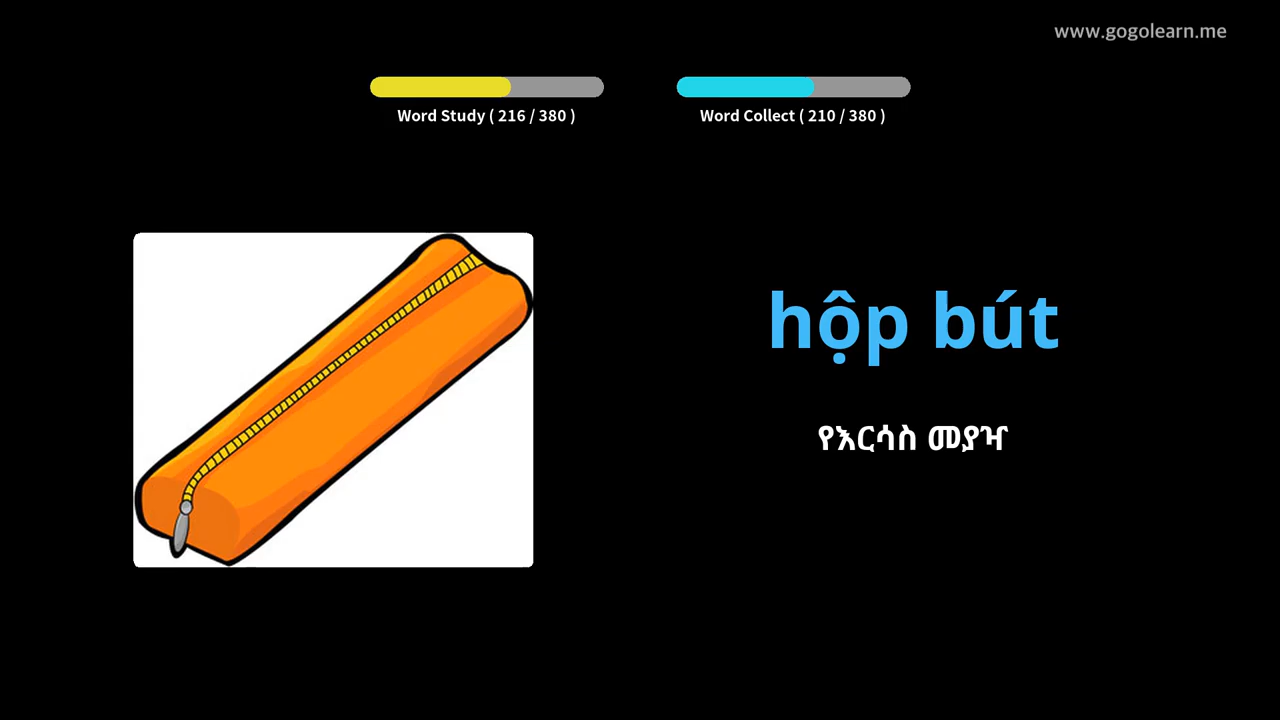 www.gogolearn.me
Word Study ( 216 / 380 )
Word Collect ( 210 / 380 )
hộp bút
የእርሳስ መያዣ